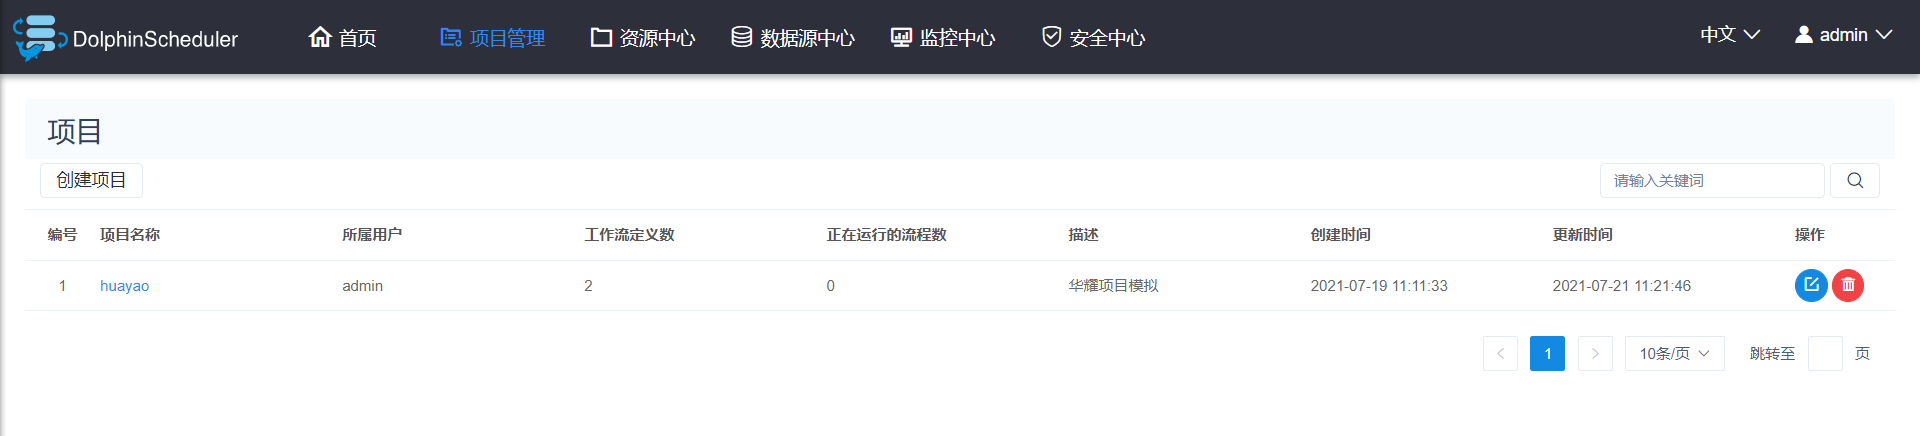 DolphinScheduler 首页 项目管理 资源中心 数据源中心 监控中心 安全中心 中文 admin
项目
创建项目 请输入关键词
编号 项目名称 所属用户 工作流定义数 正在运行的流程数 描述 创建时间 更新时间 操作
1 huayao admin 2 0 华耀项目模拟 2021-07-19 11:11:33 2021-07-21 11:21:46
1 10条/页 跳转至 页